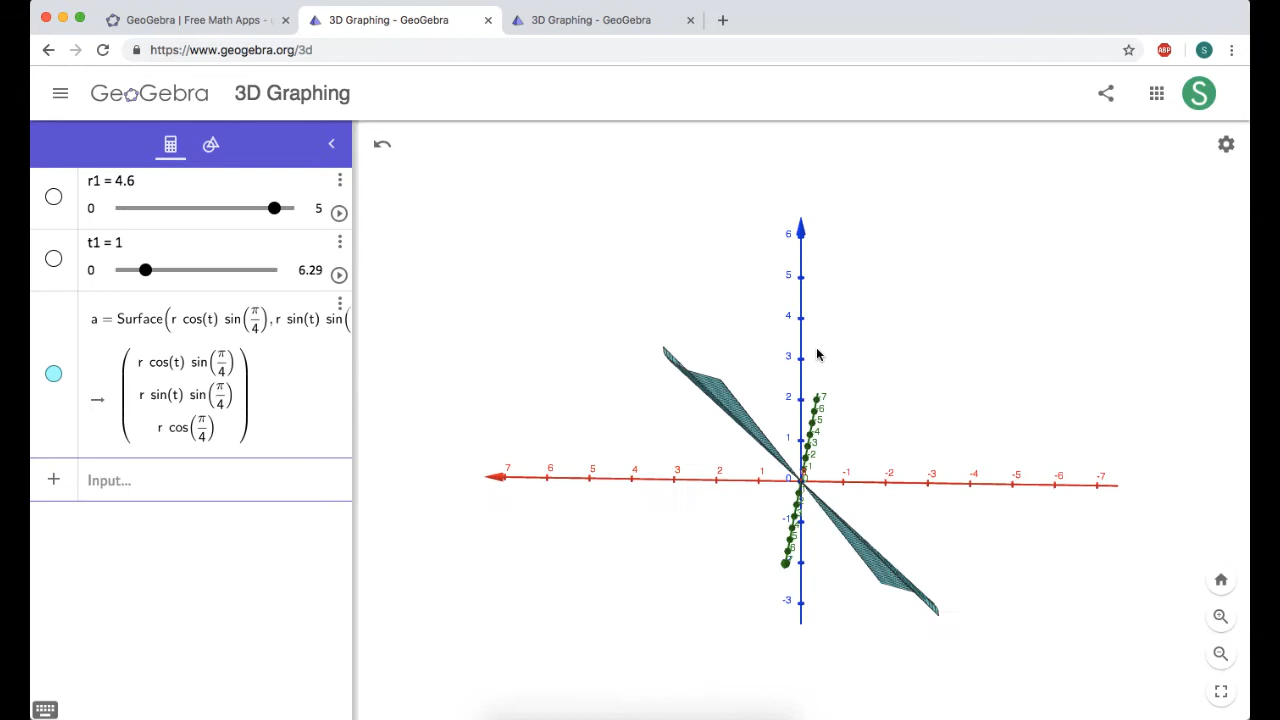 GeoGebra | Free Math Apps -
3D Graphing - GeoGebra
3D Graphing - GeoGebra
https://www.geogebra.org/3d
ABP
S
GeoGebra
3D Graphing
S
r1 = 4.6
0
5
t1 = 1
0
6.29
a = Surface(r cos(t) sin(π/4), r sin(t) sin(
→ (r cos(t) sin(π/4)
r sin(t) sin(π/4)
r cos(π/4))
+ Input...
6
5
4
3
2
1
0
-1
-3
7 6 5 4 3 2 1 -1 -2 -3 -4 -5 -6 -7